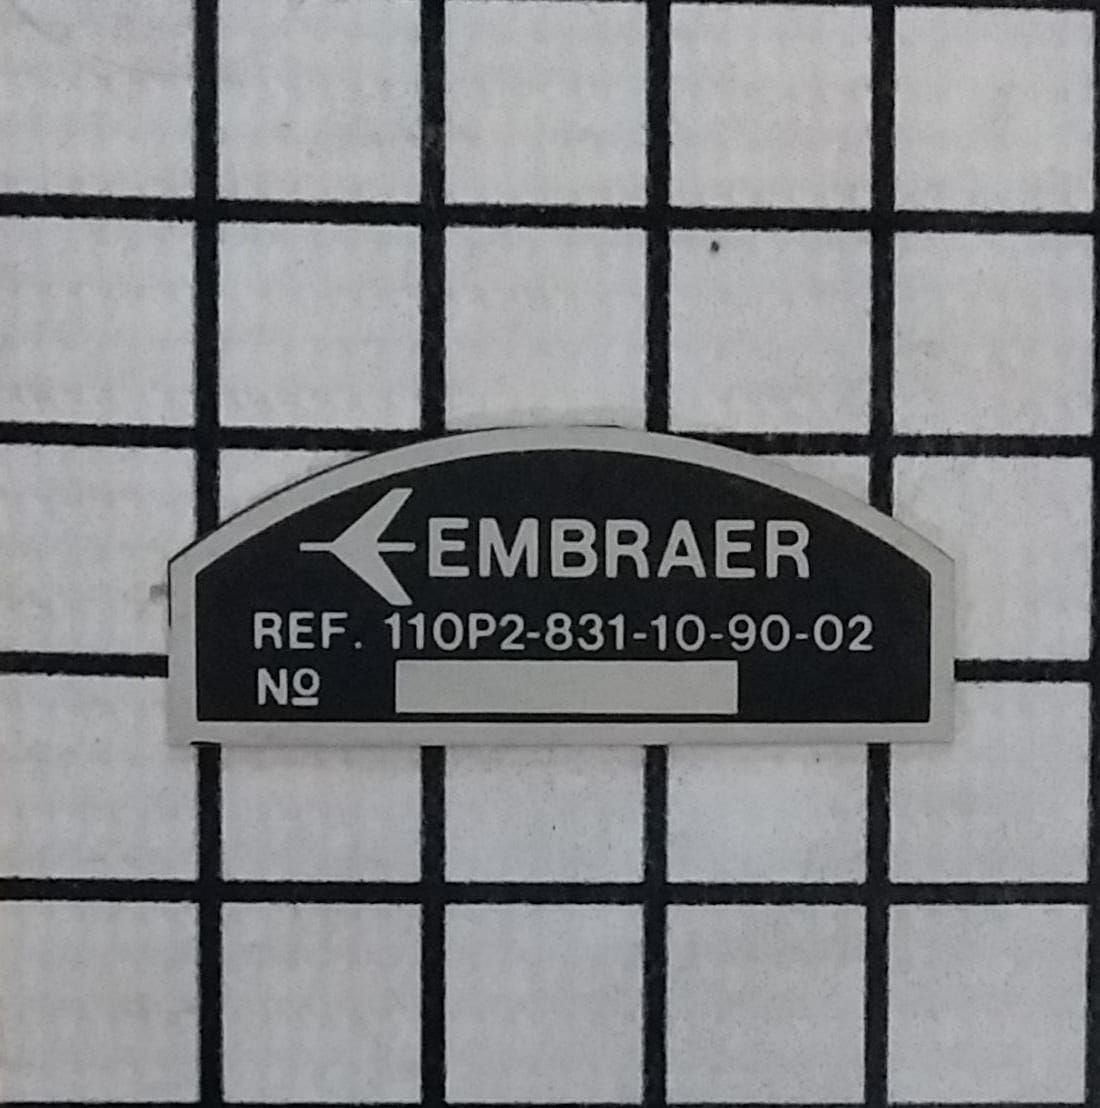 EMBRAER
REF. 110P2-831-10-90-02
Nº